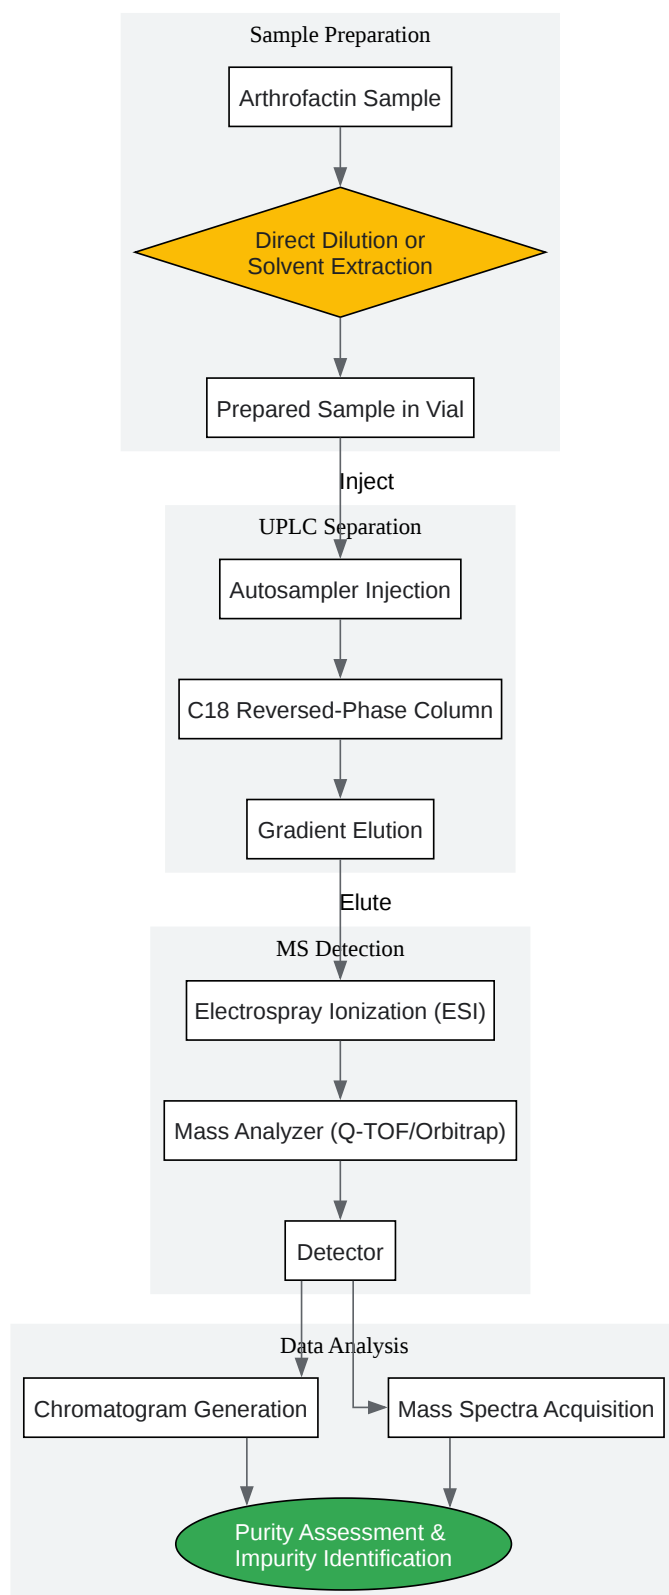 Sample Preparation
Arthrofactin Sample
Direct Dilution or
Solvent Extraction
Prepared Sample in Vial
Inject
UPLC Separation
Autosampler Injection
C18 Reversed-Phase Column
Gradient Elution
Elute
MS Detection
Electrospray Ionization (ESI)
Mass Analyzer (Q-TOF/Orbitrap)
Detector
Data Analysis
Chromatogram Generation
Mass Spectra Acquisition
Purity Assessment &
Impurity Identification